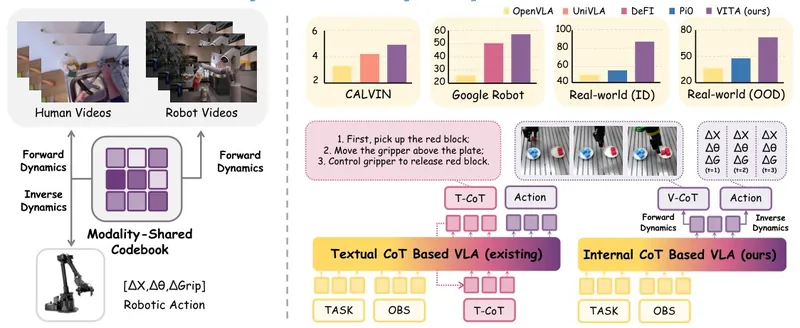 Human Videos
Robot Videos
Forward
Dynamics
Forward
Dynamics
Inverse
Dynamics
Modality-Shared
Codebook
[ΔX,Δθ,ΔGrip]
Robotic Action
OpenVLA
UniVLA
DeFI
Pi0
VITA (ours)
6
4
2
CALVIN
60
50
40
30
20
Google Robot
100
80
60
40
Real-world (ID)
80
50
20
Real-world (OOD)
1. First, pick up the red block;
2. Move the gripper above the plate;
3. Control gripper to release red block.
ΔX ΔX ΔX
Δθ Δθ Δθ
ΔG ΔG ΔG
(t=1) (t=2) (t=3)
T-CoT
Action
V-CoT
Action
Forward
Dynamics
Inverse
Dynamics
Textual CoT Based VLA (existing)
Internal CoT Based VLA (ours)
TASK
OBS
T-CoT
TASK
OBS